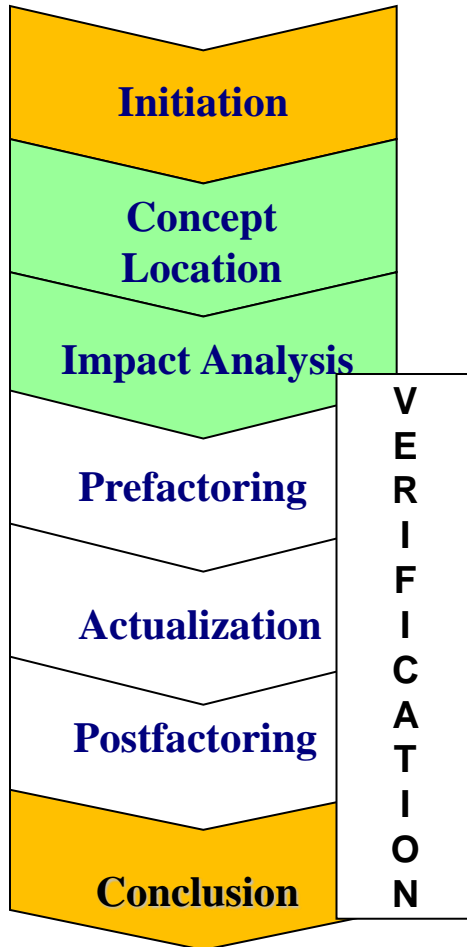 Initiation
Concept
Location
Impact Analysis
Prefactoring
Actualization
Postfactoring
Conclusion
V
E
R
I
F
I
C
A
T
I
O
N